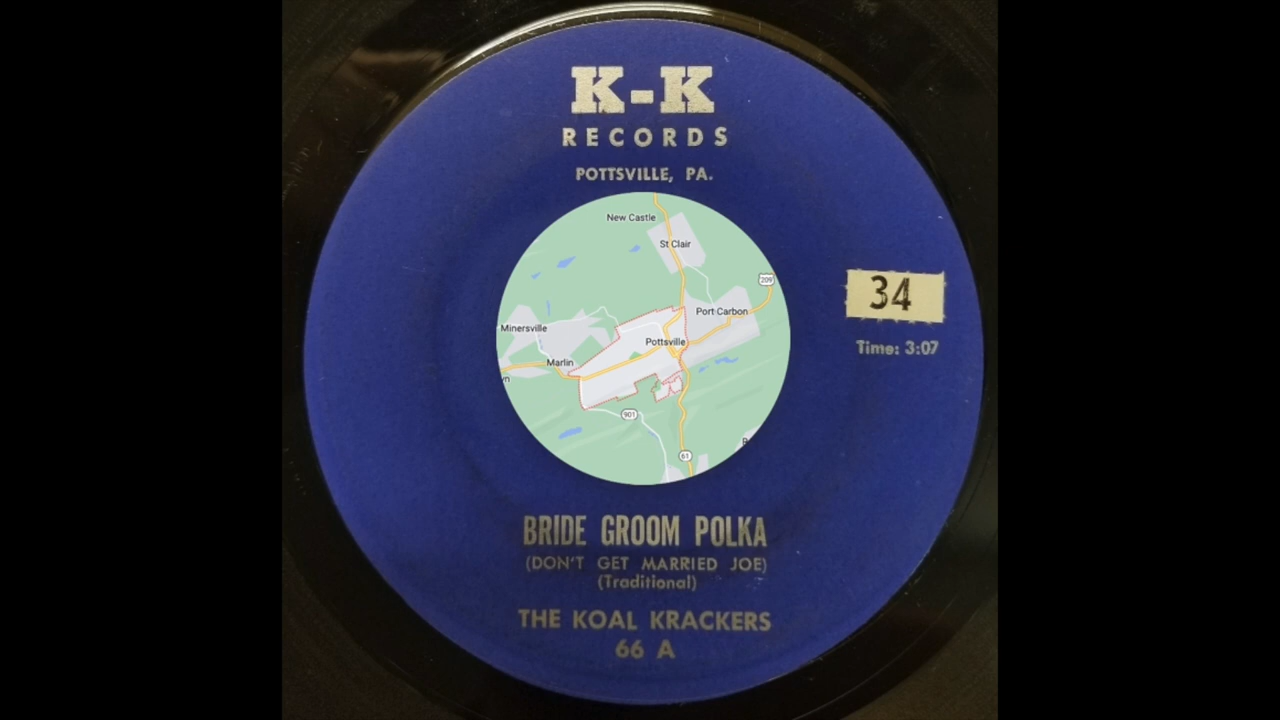 K-K
RECORDS
POTTSVILLE, PA.
New Castle
St Clair
209
Port Carbon
Minersville
Pottsville
Marlin
n
901
B
61
34
Time: 3:07
BRIDE GROOM POLKA
(DON'T GET MARRIED JOE)
(Traditional)
THE KOAL KRACKERS
66 A